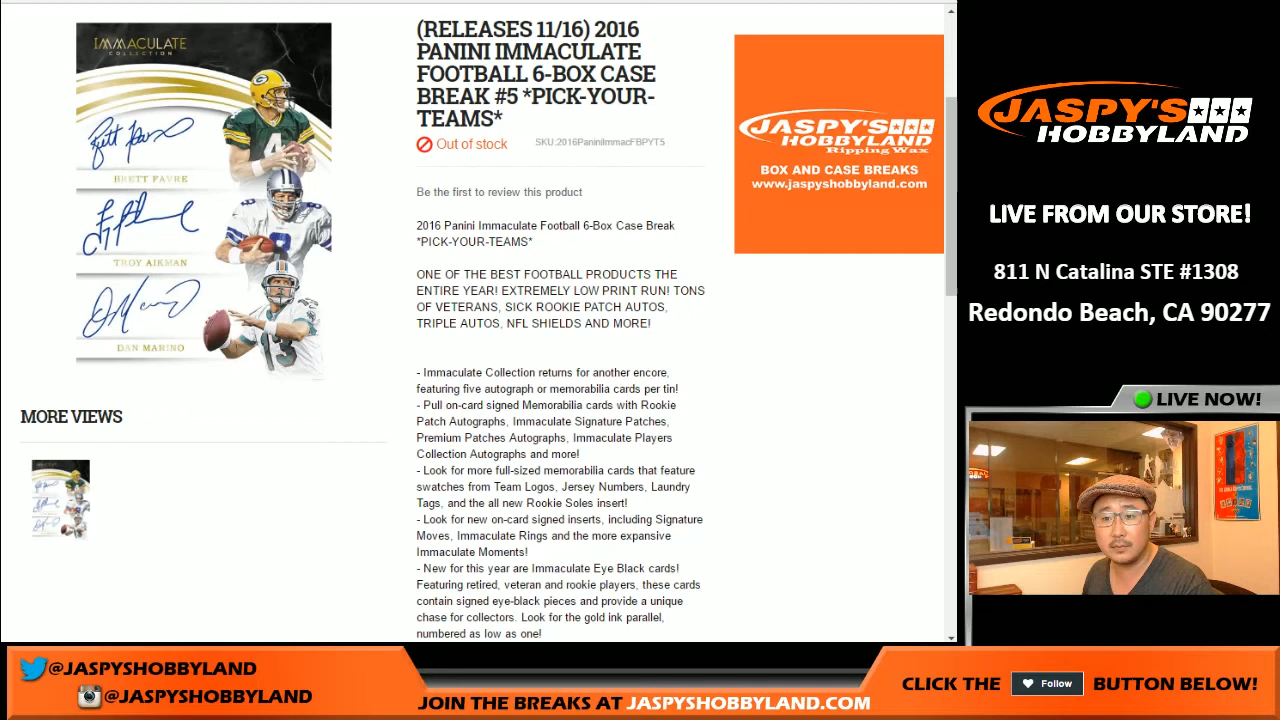 IMMACULATE
COLLECTION
BRETT FAVRE
TROY AIKMAN
DAN MARINO
MORE VIEWS
(RELEASES 11/16) 2016
PANINI IMMACULATE
FOOTBALL 6-BOX CASE
BREAK #5 *PICK-YOUR-
TEAMS*
Out of stock
SKU:2016PaniniImmacFBPYT5
Be the first to review this product
2016 Panini Immaculate Football 6-Box Case Break
*PICK-YOUR-TEAMS*
ONE OF THE BEST FOOTBALL PRODUCTS THE
ENTIRE YEAR! EXTREMELY LOW PRINT RUN! TONS
OF VETERANS, SICK ROOKIE PATCH AUTOS,
TRIPLE AUTOS, NFL SHIELDS AND MORE!
- Immaculate Collection returns for another encore,
featuring five autograph or memorabilia cards per tin!
- Pull on-card signed Memorabilia cards with Rookie
Patch Autographs, Immaculate Signature Patches,
Premium Patches Autographs, Immaculate Players
Collection Autographs and more!
- Look for more full-sized memorabilia cards that feature
swatches from Team Logos, Jersey Numbers, Laundry
Tags, and the all new Rookie Soles insert!
- Look for new on-card signed inserts, including Signature
Moves, Immaculate Rings and the more expansive
Immaculate Moments!
- New for this year are Immaculate Eye Black cards!
Featuring retired, veteran and rookie players, these cards
contain signed eye-black pieces and provide a unique
chase for collectors. Look for the gold ink parallel,
numbered as low as one!
JASPY'S
HOBBYLAND
Ripping Wax
BOX AND CASE BREAKS
www.jaspyshobbyland.com
JASPY'S
HOBBYLAND
LIVE FROM OUR STORE!
811 N Catalina STE #1308
Redondo Beach, CA 90277
LIVE NOW!
@JASPYSHOBBYLAND
@JASPYSHOBBYLAND
JOIN THE BREAKS AT JASPYSHOBBYLAND.COM
CLICK THE Follow BUTTON BELOW!